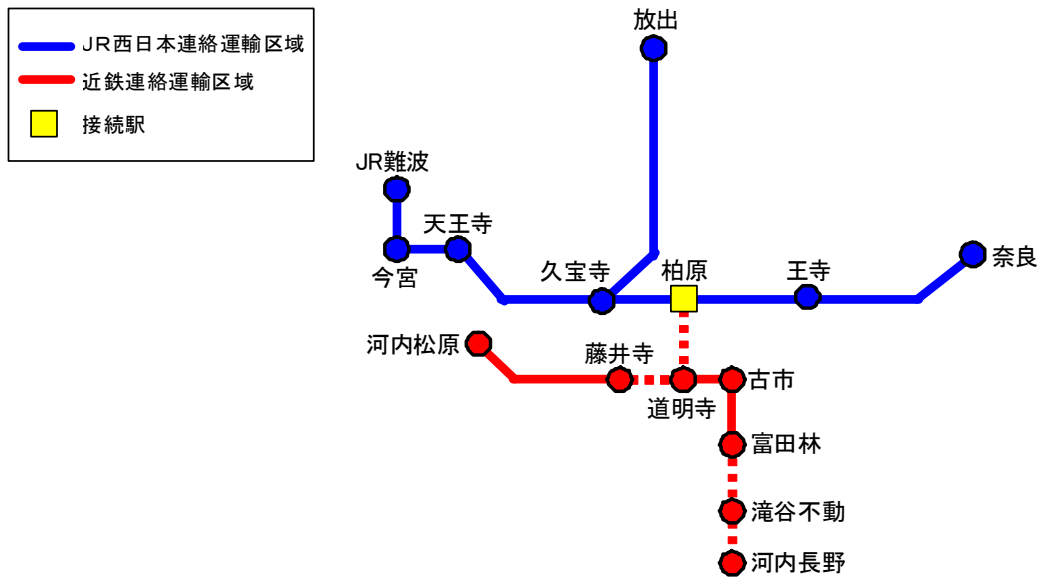 JR西日本連絡運輸区域
近鉄連絡運輸区域
接続駅
放出
JR難波
天王寺
今宮
久宝寺
柏原
王寺
奈良
河内松原
藤井寺
古市
道明寺
富田林
滝谷不動
河内長野